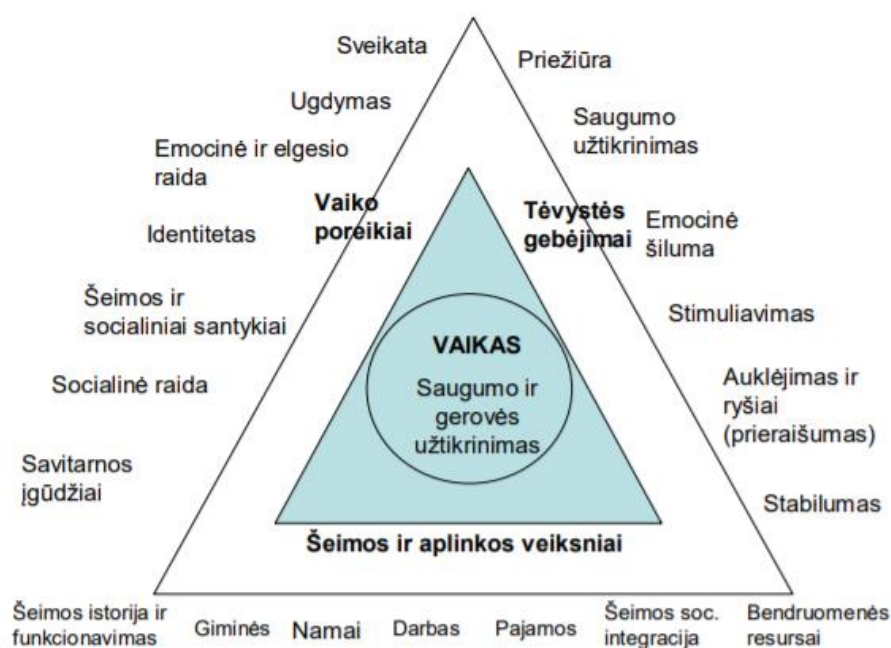 Sveikata
Priežiūra
Ugdymas
Saugumo
užtikrinimas
Emocinė ir elgesio
raida
Vaiko
poreikiai
Tėvystės
gebėjimai
Identitetas
Emocinė
šiluma
Šeimos ir
socialiniai santykiai
Stimuliavimas
VAIKAS
Saugumo ir
gerovės
užtikrinimas
Socialinė raida
Auklėjimas ir
ryšiai
(prieraišumas)
Savitarnos
įgūdžiai
Stabilumas
Šeimos ir aplinkos veiksniai
Šeimos istorija ir
funkcionavimas
Giminės
Namai
Darbas
Pajamos
Šeimos soc.
integracija
Bendruomenės
resursai